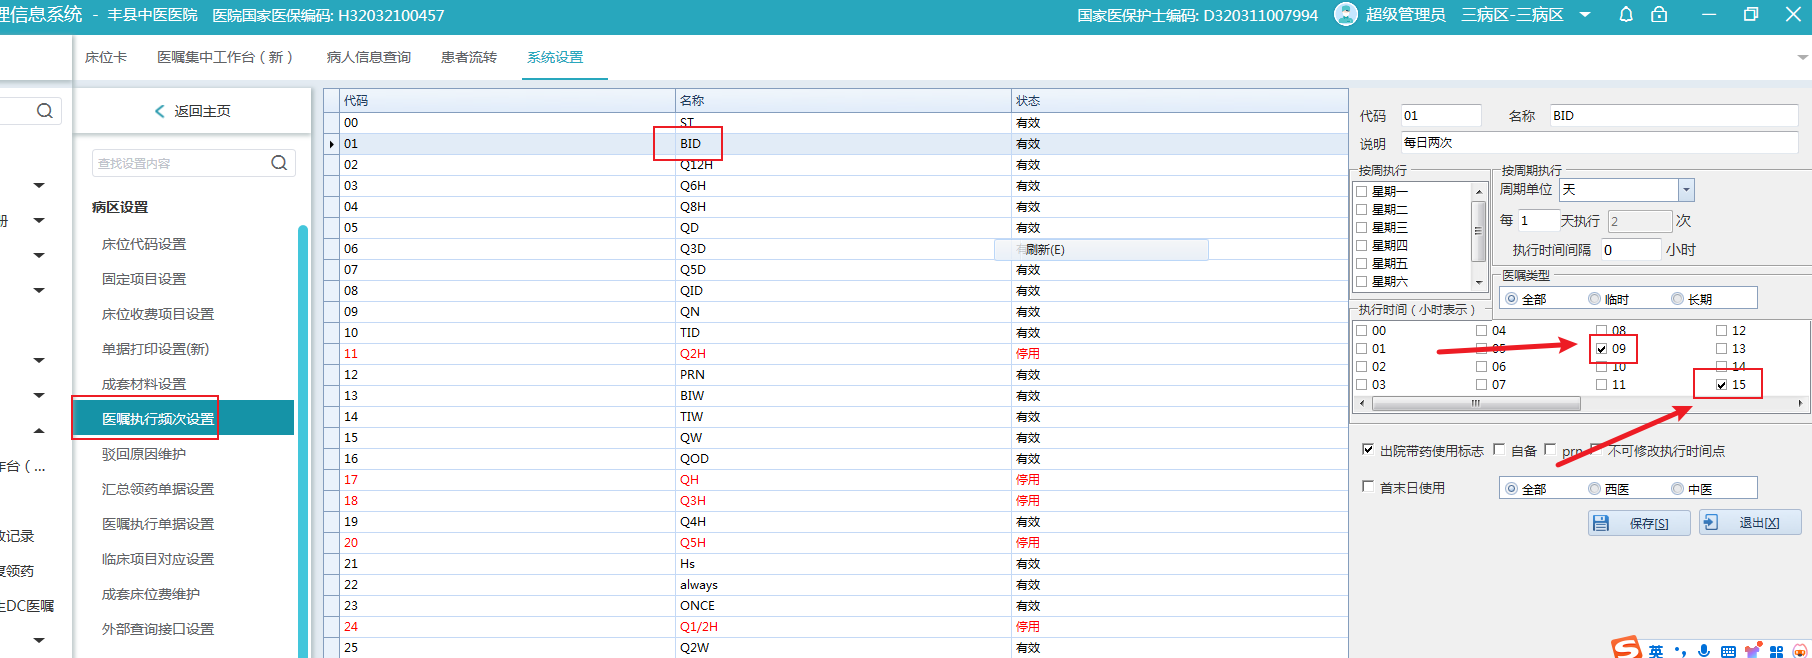 理信息系统 - 丰县中医医院 医院国家医保编码: H32032100457 国家医保护士编码: D320311007994 超级管理员 三病区-三病区
床位卡 医嘱集中工作台（新） 病人信息查询 患者流转 系统设置
返回主页
查找设置内容
病区设置
床位代码设置
固定项目设置
床位收费项目设置
单据打印设置(新)
成套材料设置
医嘱执行频次设置
驳回原因维护
汇总领药单据设置
医嘱执行单据设置
临床项目对应设置
成套床位费维护
外部查询接口设置
册
作台（...
改记录
领药
DC医嘱
代码 名称 状态
00 ST 有效
01 BID 有效
02 Q12H 有效
03 Q6H 有效
04 Q8H 有效
05 QD 有效
06 Q3D 有
刷新(E)
07 Q5D 有效
08 QID 有效
09 QN 有效
10 TID 有效
11 Q2H 停用
12 PRN 有效
13 BIW 有效
14 TIW 有效
15 QW 有效
16 QOD 有效
17 QH 停用
18 Q3H 停用
19 Q4H 有效
20 Q5H 停用
21 Hs 有效
22 always 有效
23 ONCE 有效
24 Q1/2H 停用
25 Q2W 有效
代码 01 名称 BID
说明 每日两次
按周执行
星期一
星期二
星期三
星期四
星期五
星期六
按周期执行
周期单位 天
每 1 天执行 2 次
执行时间间隔 0 小时
医嘱类型
全部 临时 长期
执行时间（小时表示）
00 04 08 12
01 05 09 13
02 06 10 14
03 07 11 15
出院带药使用标志 自备 prn 不可修改执行时间点
首末日使用 全部 西医 中医
保存[S] 退出[X]
英